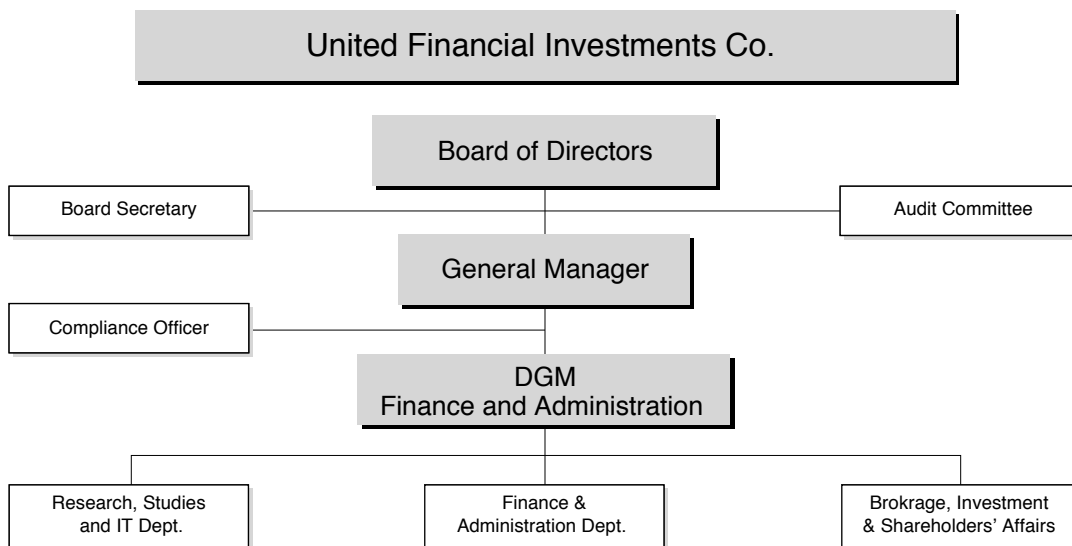 United Financial Investments Co.
Board of Directors
Board Secretary
Audit Committee
General Manager
Compliance Officer
DGM
Finance and Administration
Research, Studies
and IT Dept.
Finance &
Administration Dept.
Brokrage, Investment
& Shareholders’ Affairs